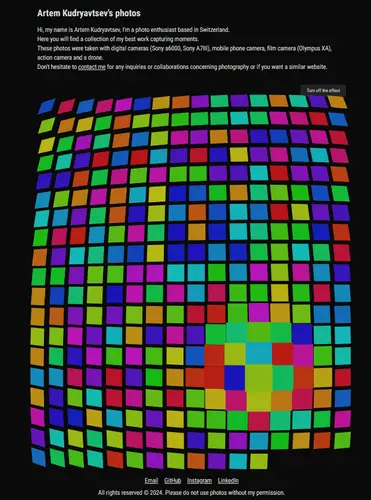 Artem Kudryavtsev's photos
Hi, my name is Artem Kudryavtsev, I'm a photo enthusiast based in Switzerland.
Here you will find a collection of my best work capturing moments.
These photos were taken with digital cameras (Sony a6000, Sony A7III), mobile phone camera, film camera (Olympus XA),
action camera and a drone.
Don't hesitate to contact me for any inquiries or collaborations concerning photography or if you want a similar website.
Turn off the effect
Email GitHub Instagram LinkedIn
All rights reserved © 2024. Please do not use photos without my permission.